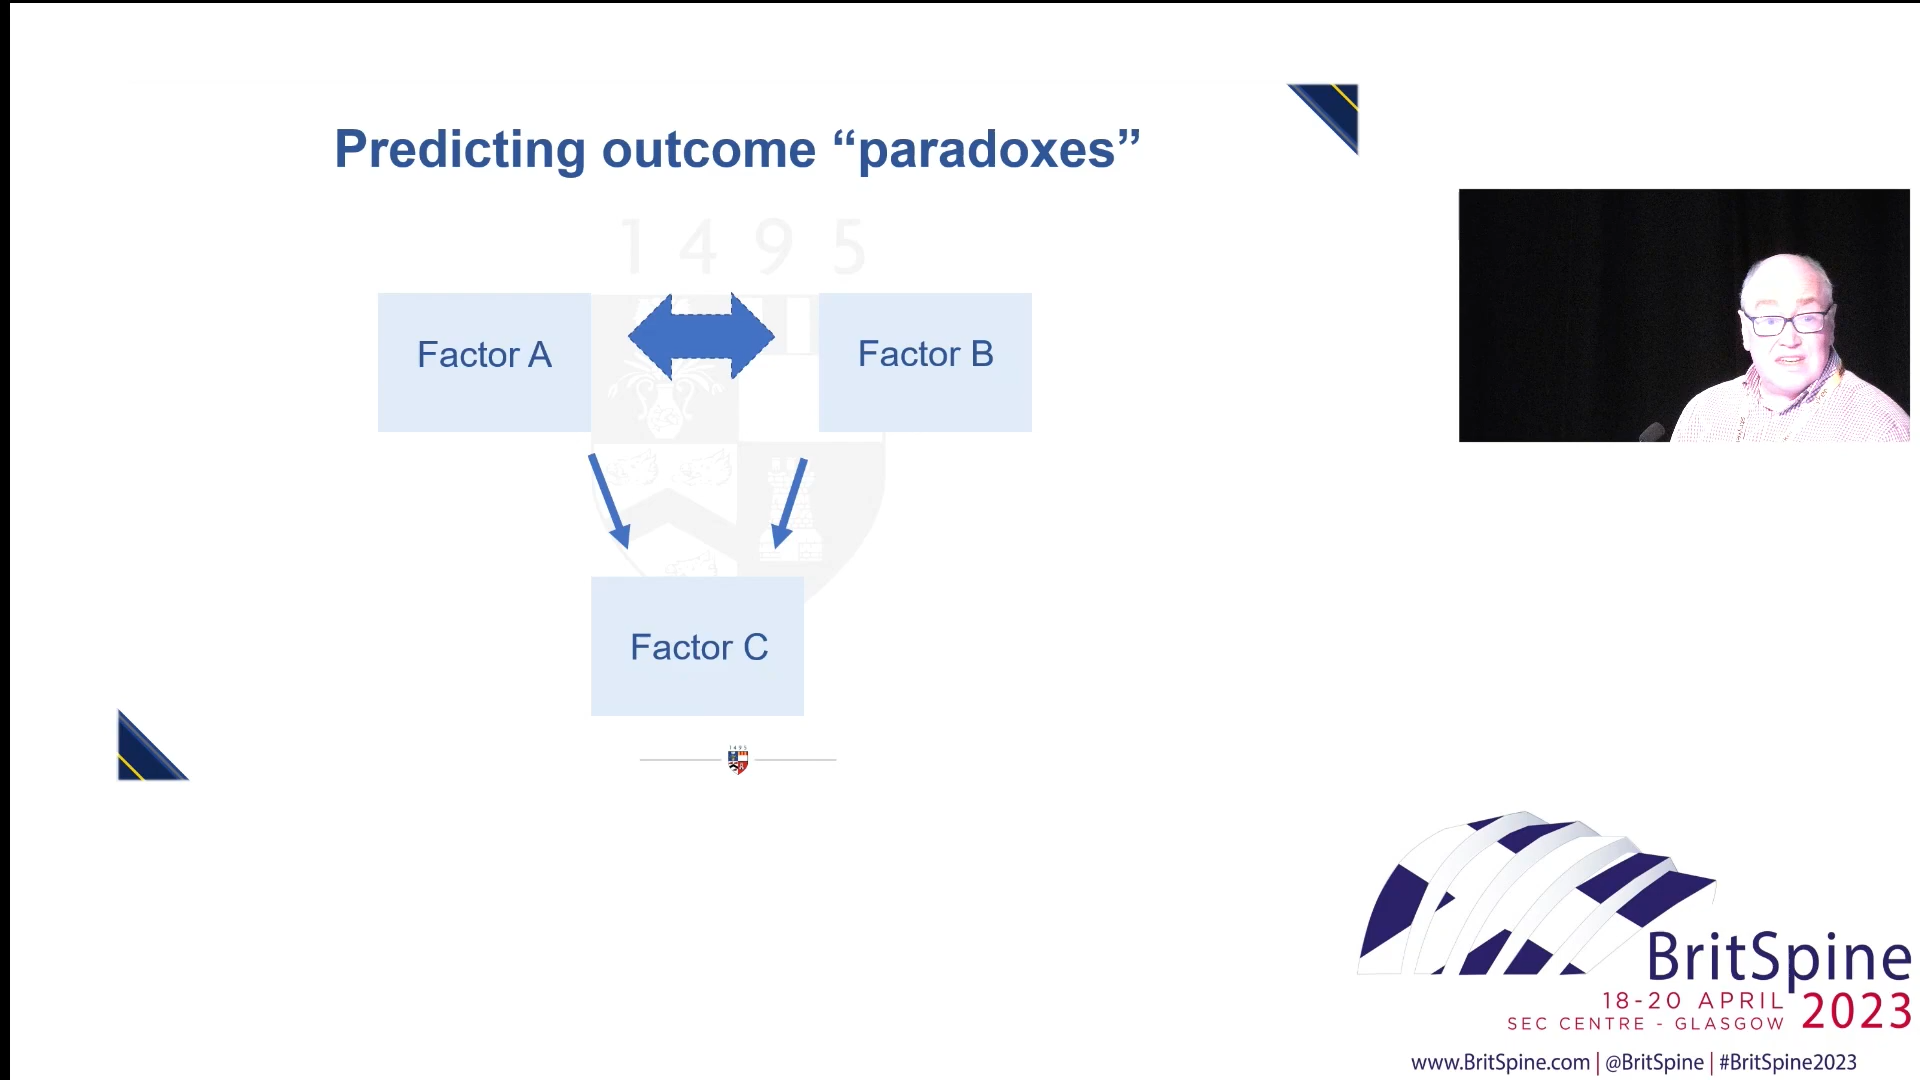 Predicting outcome “paradoxes”
1 4 9 5
Factor A
Factor B
Factor C
1495
BritSpine
18-20 APRIL
SEC CENTRE - GLASGOW
2023
www.BritSpine.com | @BritSpine | #BritSpine2023